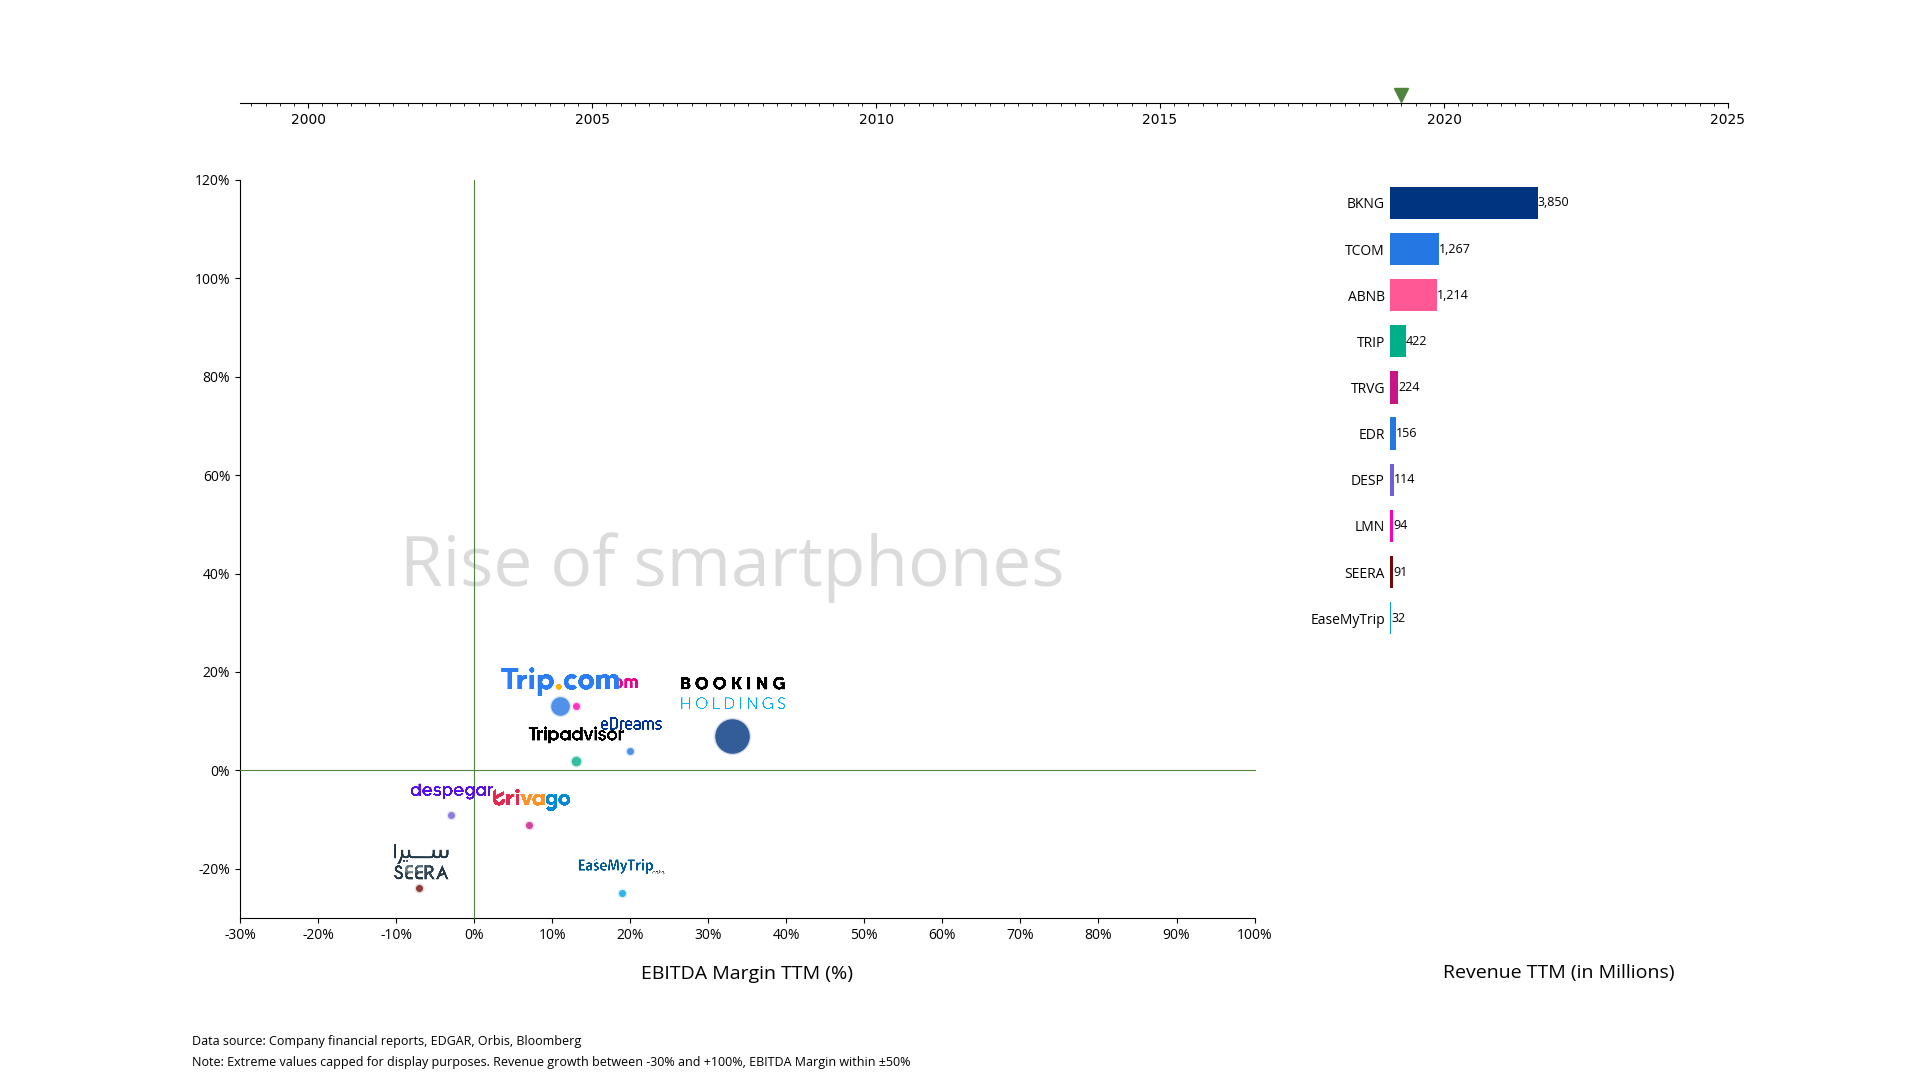 2000 2005 2010 2015 2020 2025
120%
100%
80%
60%
40%
20%
0%
-20%
Rise of smartphones
Trip.com
om
BOOKING
HOLDINGS
eDreams
Tripadvisor
despegar
trivago
سيرا
SEERA
EaseMyTrip
-30% -20% -10% 0% 10% 20% 30% 40% 50% 60% 70% 80% 90% 100%
EBITDA Margin TTM (%)
BKNG 3,850
TCOM 1,267
ABNB 1,214
TRIP 422
TRVG 224
EDR 156
DESP 114
LMN 94
SEERA 91
EaseMyTrip 32
Revenue TTM (in Millions)
Data source: Company financial reports, EDGAR, Orbis, Bloomberg
Note: Extreme values capped for display purposes. Revenue growth between -30% and +100%, EBITDA Margin within ±50%